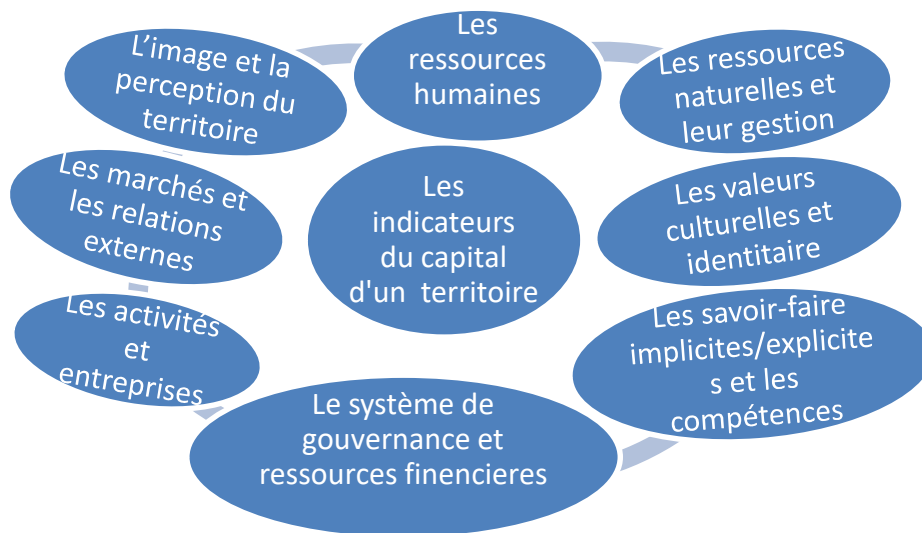 Les
ressources
humaines
Les ressources
naturelles et
leur gestion
Les valeurs
culturelles et
identitaire
Les savoir-faire
implicites/explicite
s et les
compétences
Le système de
gouvernance et
ressources financieres
Les activités
et
entreprises
Les marchés et
les relations
externes
L’image et la
perception du
territoire
Les
indicateurs
du capital
d'un  territoire